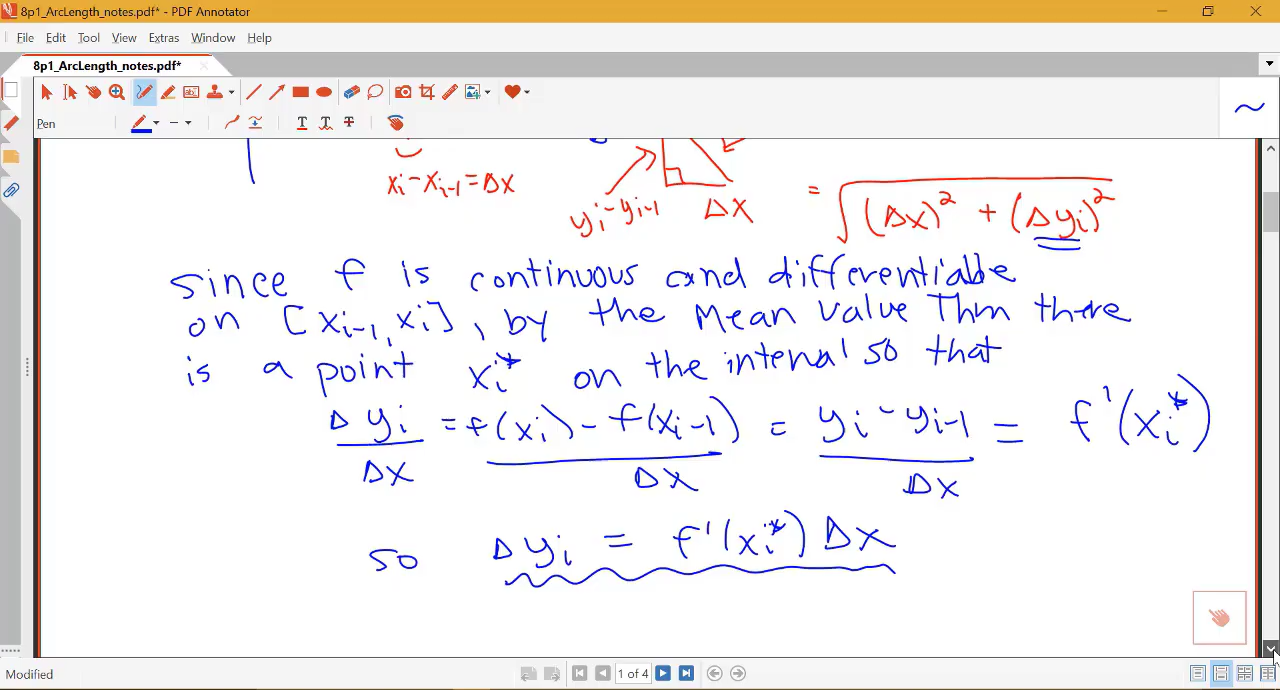 8p1_ArcLength_notes.pdf* - PDF Annotator
File Edit Tool View Extras Window Help
8p1_ArcLength_notes.pdf*
Pen
xi - xi-1 = Δx
yi - yi-1 Δx = √(Δx)² + (Δyi)²
since f is continuous and differentiable
on [xi-1, xi], by the Mean value Thm there
is a point xi* on the interval so that
Δyi/Δx = f(xi) - f(xi-1)/Δx = yi - yi-1/Δx = f'(xi*)
so Δyi = f'(xi*) Δx
Modified 1 of 4